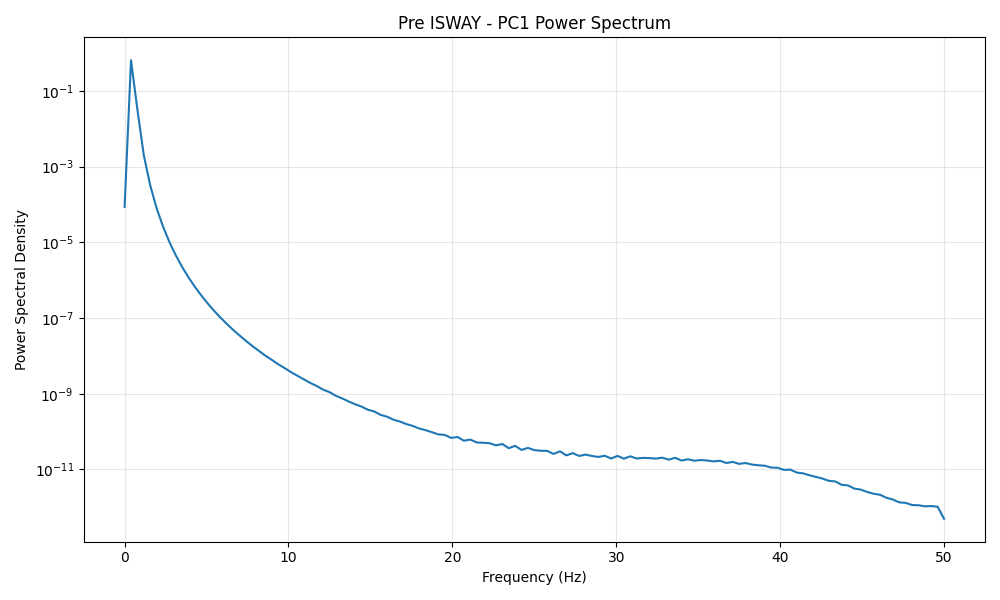 Pre ISWAY - PC1 Power Spectrum
Power Spectral Density
10⁻¹
10⁻³
10⁻⁵
10⁻⁷
10⁻⁹
10⁻¹¹
0 10 20 30 40 50
Frequency (Hz)